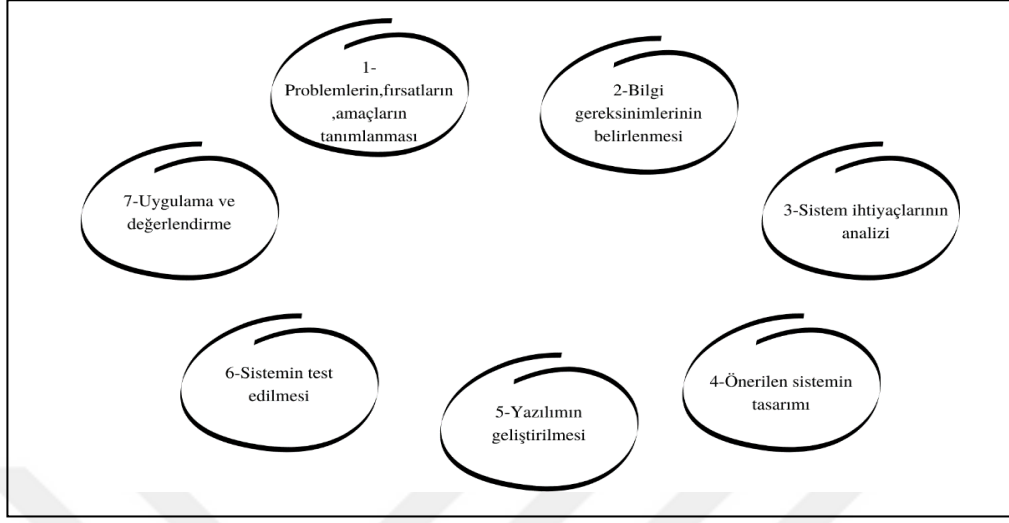 1-
Problemlerin,fırsatların
,amaçların
tanımlanması
2-Bilgi
gereksinimlerinin
belirlenmesi
3-Sistem ihtiyaçlarının
analizi
4-Önerilen sistemin
tasarımı
5-Yazılımın
geliştirilmesi
6-Sistemin test
edilmesi
7-Uygulama ve
değerlendirme